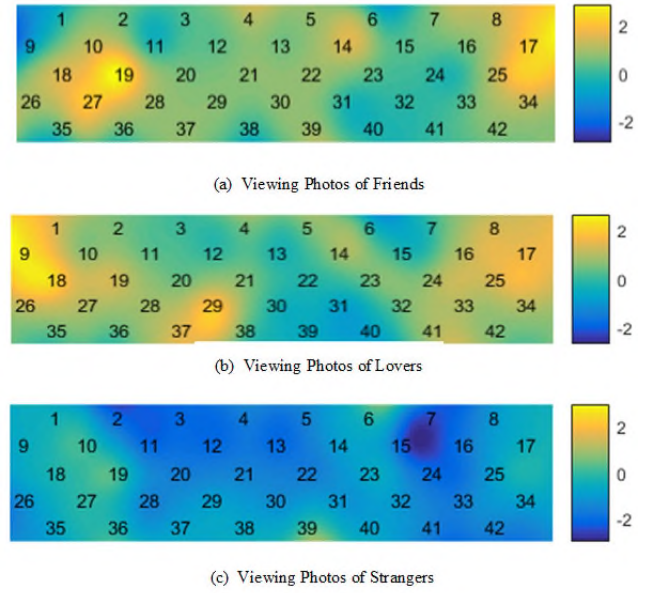 1 2 3 4 5 6 7 8
9 10 11 12 13 14 15 16 17
18 19 20 21 22 23 24 25
26 27 28 29 30 31 32 33 34
35 36 37 38 39 40 41 42
2
0
-2
(a) Viewing Photos of Friends
1 2 3 4 5 6 7 8
9 10 11 12 13 14 15 16 17
18 19 20 21 22 23 24 25
26 27 28 29 30 31 32 33 34
35 36 37 38 39 40 41 42
2
0
-2
(b) Viewing Photos of Lovers
1 2 3 4 5 6 7 8
9 10 11 12 13 14 15 16 17
18 19 20 21 22 23 24 25
26 27 28 29 30 31 32 33 34
35 36 37 38 39 40 41 42
2
0
-2
(c) Viewing Photos of Strangers